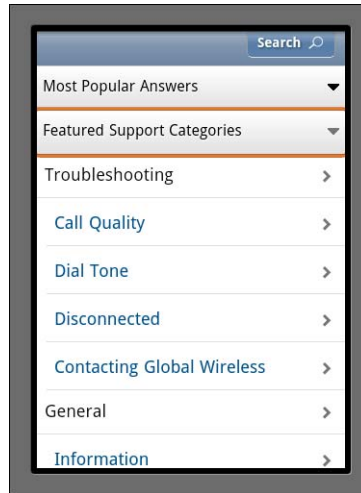 Search
Most Popular Answers
Featured Support Categories
Troubleshooting
Call Quality
Dial Tone
Disconnected
Contacting Global Wireless
General
Information